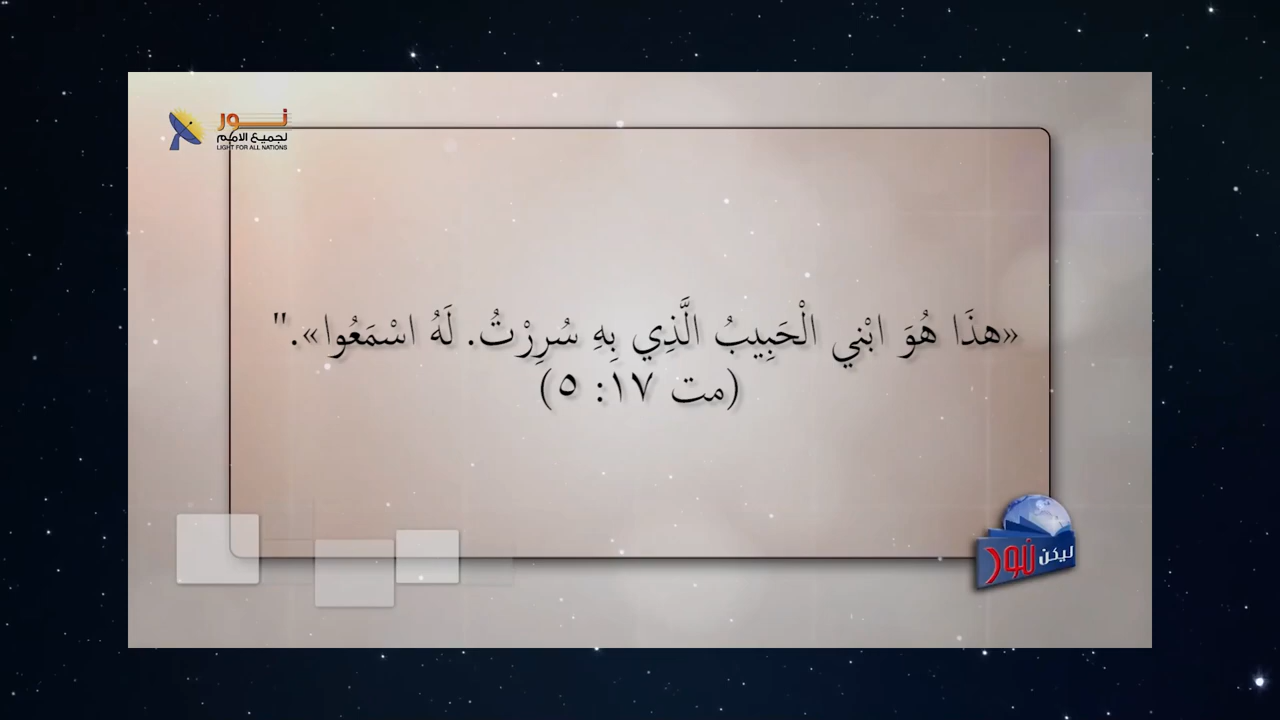 نور
لجميع الامم
LIGHT FOR ALL NATIONS
«هذَا هُوَ ابْني الْحَبِيبُ الَّذِي بِهِ سُرِرْتُ. لَهُ اسْمَعُوا»."
(مت ١٧: ٥)
ليكن نور